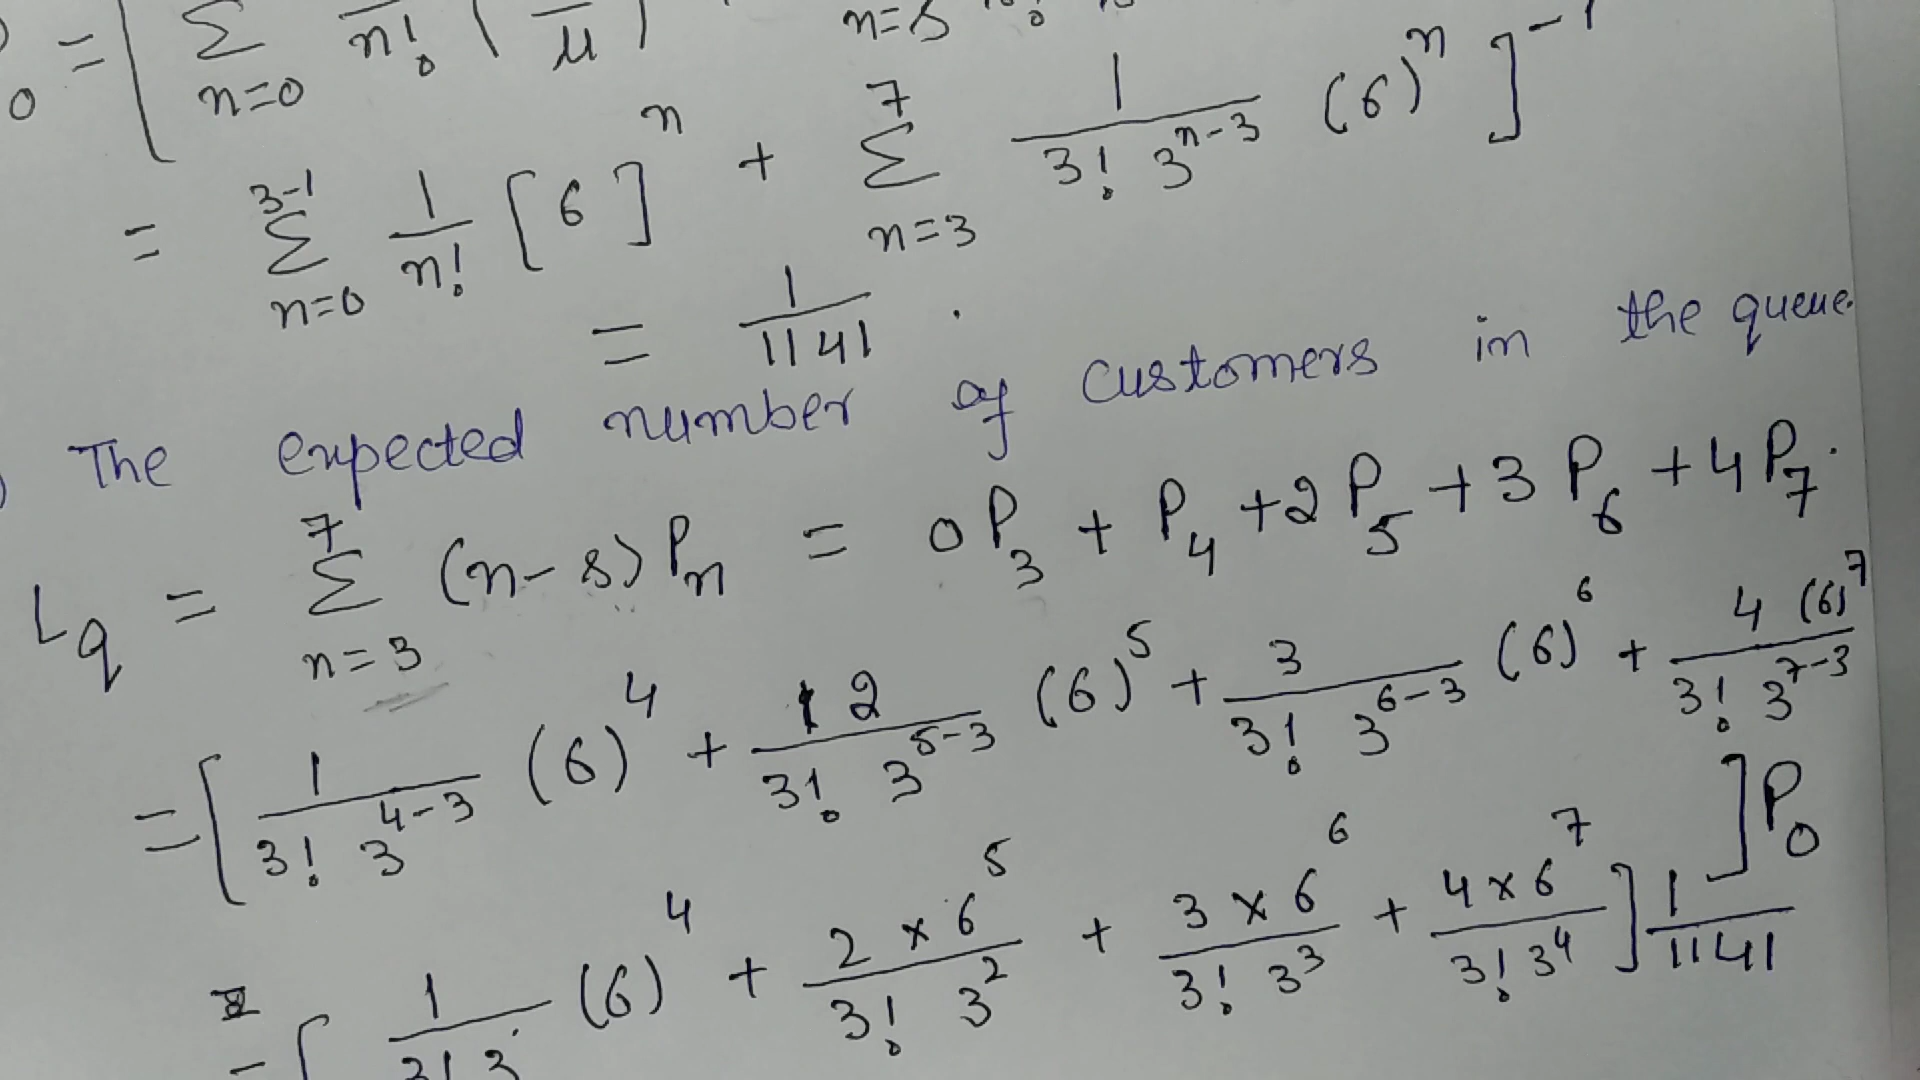 0 = [ Σ n=0 n! ( μ ) n=s
= Σ 3-1 n=0 1/n! [6]^n + Σ 7 n=3 1/(3! 3^(n-3)) (6)^n ]^-1
= 1/1141 .
The expected number of customers in the queue.
Lq = Σ 7 n=3 (n-s) Pn = 0P3 + P4 + 2P5 + 3P6 + 4P7.
= [ 1/(3! 3^(4-3)) (6)^4 + 2/(3! 3^(5-3)) (6)^5 + 3/(3! 3^(6-3)) (6)^6 + 4(6)^7/(3! 3^(7-3)) ] P0
= [ 1/(3! 3) (6)^4 + 2×6^5/(3! 3^2) + 3×6^6/(3! 3^3) + 4×6^7/(3! 3^4) ] 1/1141